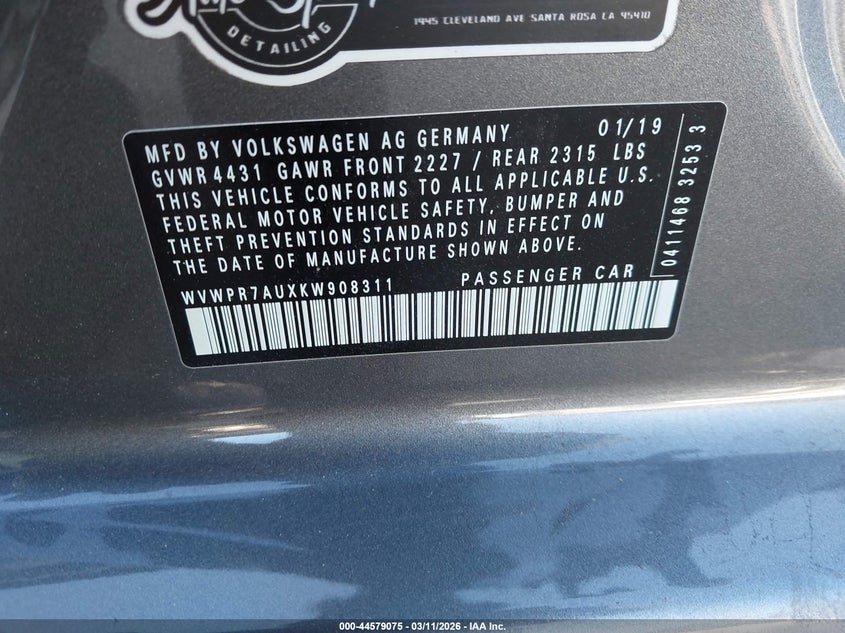 DETAILING
1445 CLEVELAND AVE SANTA ROSA CA 95410
MFD BY VOLKSWAGEN AG GERMANY 01/19
GVWR 4431 GAWR FRONT 2227 / REAR 2315 LBS
THIS VEHICLE CONFORMS TO ALL APPLICABLE U.S.
FEDERAL MOTOR VEHICLE SAFETY, BUMPER AND
THEFT PREVENTION STANDARDS IN EFFECT ON
THE DATE OF MANUFACTURE SHOWN ABOVE.
WVWPR7AUXKW908311 PASSENGER CAR
0411468 32533
000-44579075 - 03/11/2026 - IAA Inc.